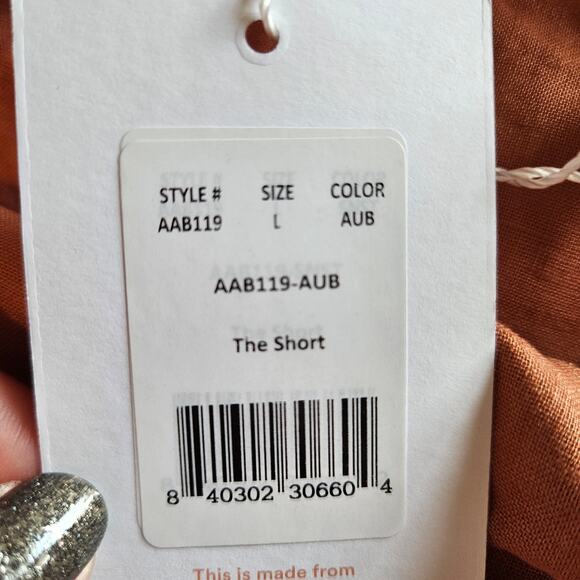 STYLE # SIZE COLOR
AAB119 L AUB
AAB119-AUB
The Short
8 40302 30660 4
This is made from